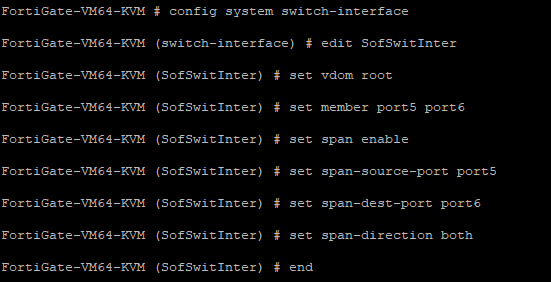 FortiGate-VM64-KVM # config system switch-interface
FortiGate-VM64-KVM (switch-interface) # edit SofSwitInter
FortiGate-VM64-KVM (SofSwitInter) # set vdom root
FortiGate-VM64-KVM (SofSwitInter) # set member port5 port6
FortiGate-VM64-KVM (SofSwitInter) # set span enable
FortiGate-VM64-KVM (SofSwitInter) # set span-source-port port5
FortiGate-VM64-KVM (SofSwitInter) # set span-dest-port port6
FortiGate-VM64-KVM (SofSwitInter) # set span-direction both
FortiGate-VM64-KVM (SofSwitInter) # end